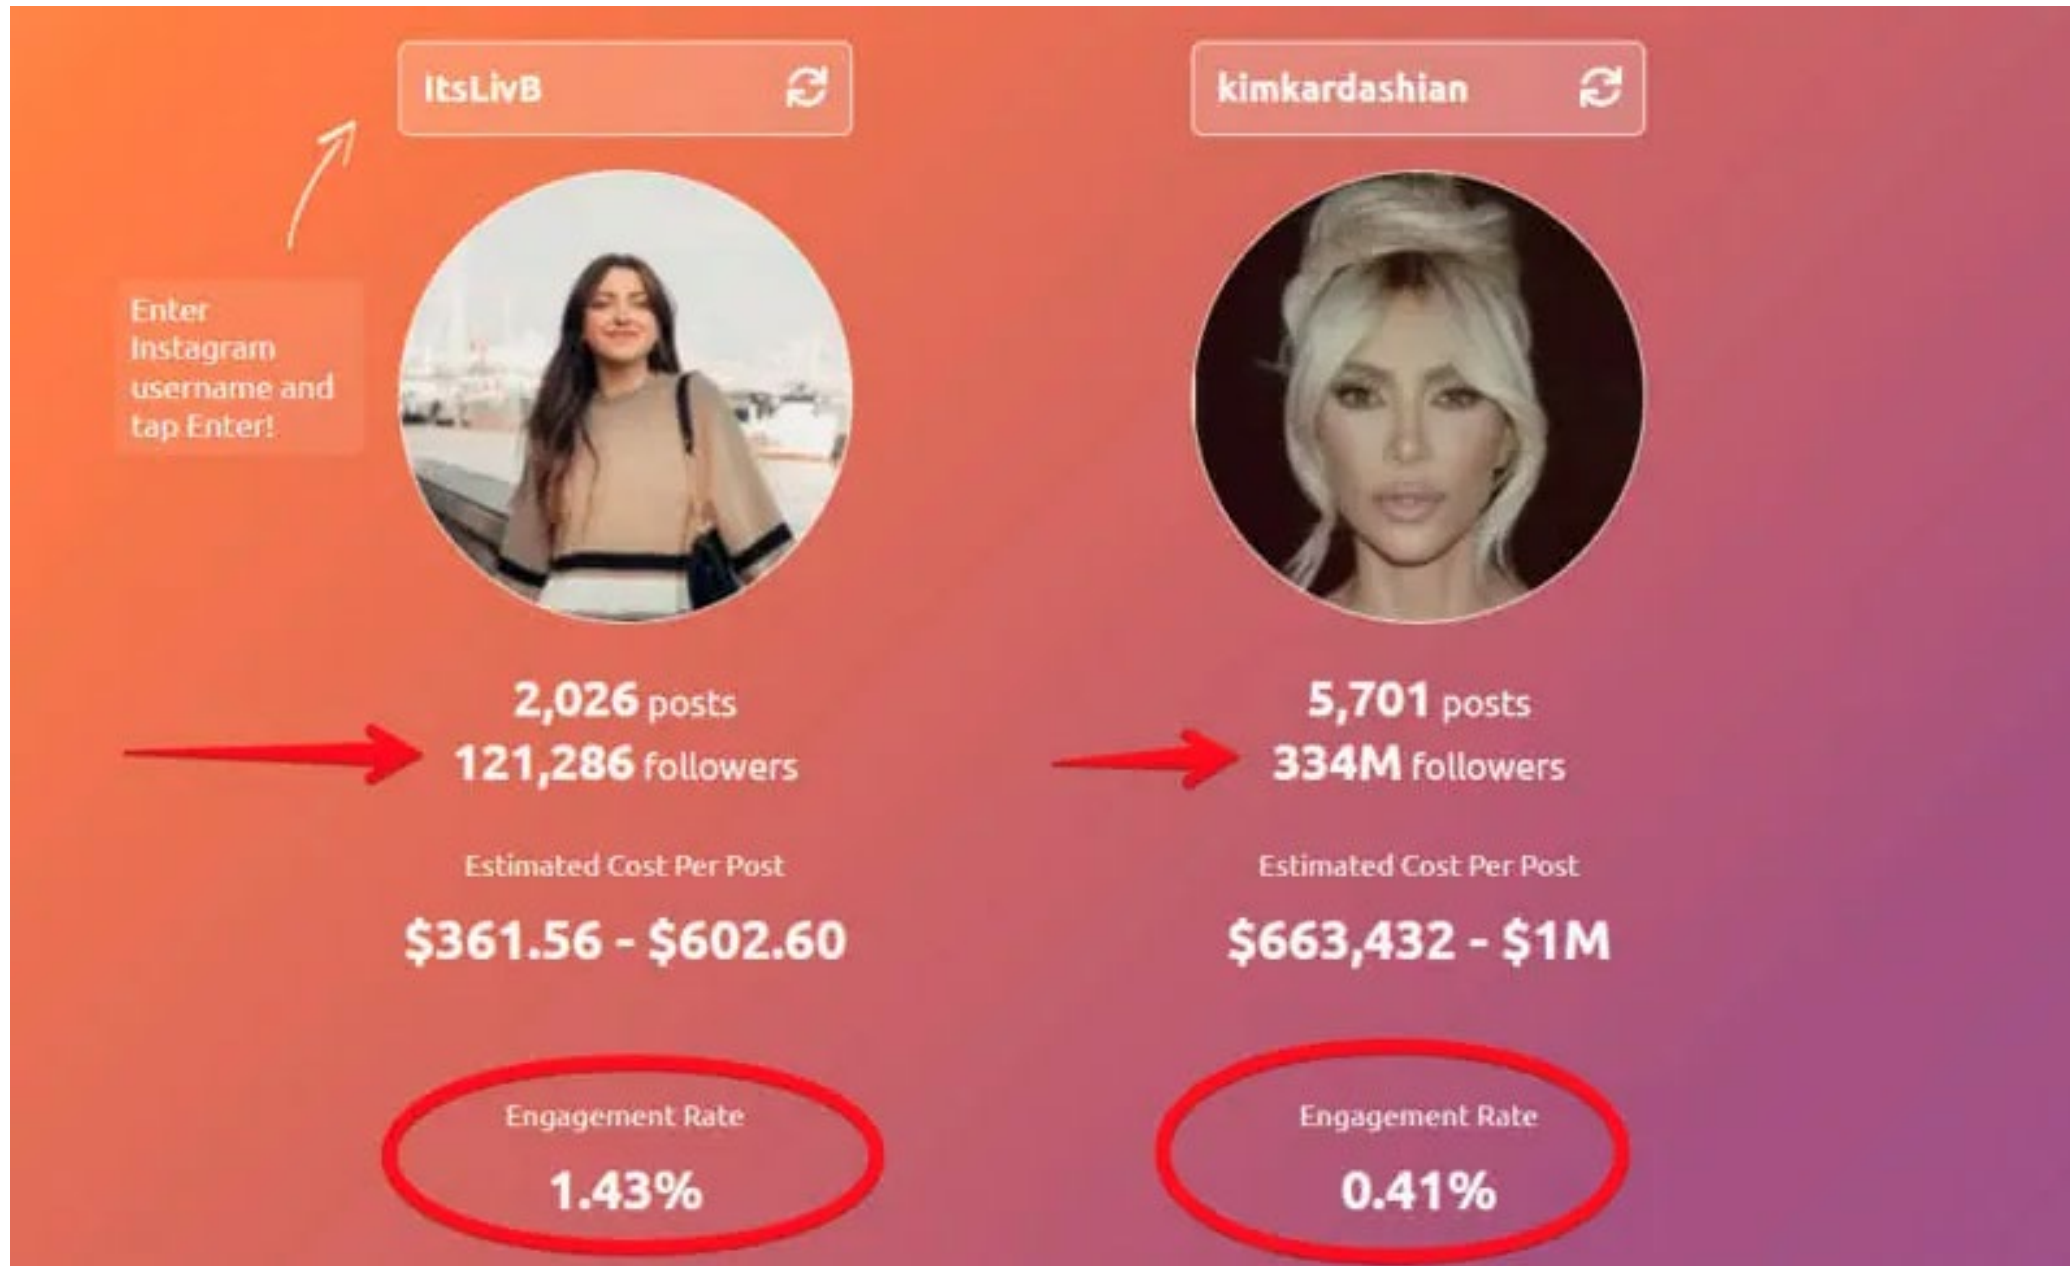 ItsLivB
kimkardashian
Enter
Instagram
username and
tap Enter!
2,026 posts
121,286 followers
Estimated Cost Per Post
$361.56 - $602.60
Engagement Rate
1.43%
5,701 posts
334M followers
Estimated Cost Per Post
$663,432 - $1M
Engagement Rate
0.41%